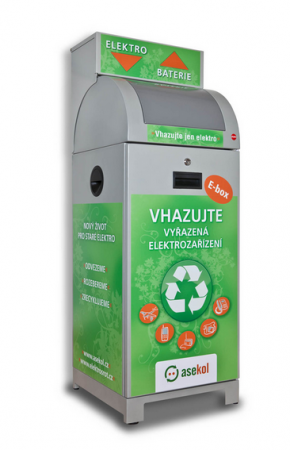 ELEKTRO
BATERIE
Vhazujte jen elektro
E-box
VHAZUJTE
VYŘAZENÁ
ELEKTROZAŘÍZENÍ
NOVÝ ŽIVOT
PRO STARÉ ELEKTRO
ODVEZEME
ROZEBEREME
ZRECYKLUJEME
www.asekol.cz
asekol